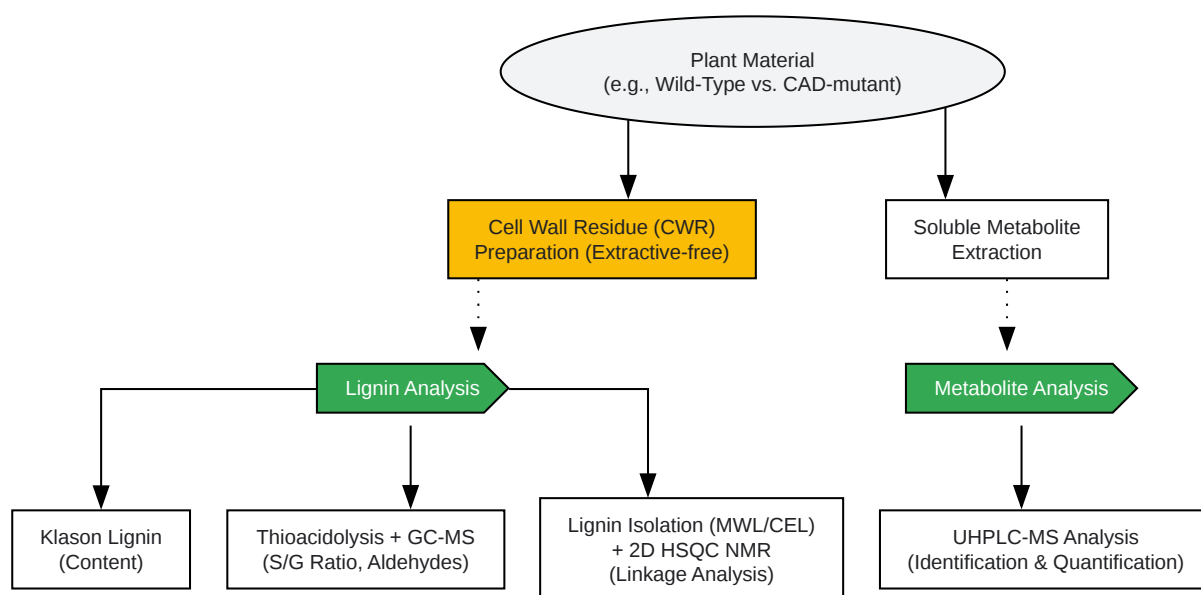 Plant Material
(e.g., Wild-Type vs. CAD-mutant)
Cell Wall Residue (CWR)
Preparation (Extractive-free)
Soluble Metabolite
Extraction
Lignin Analysis
Metabolite Analysis
Klason Lignin
(Content)
Thioacidolysis + GC-MS
(S/G Ratio, Aldehydes)
Lignin Isolation (MWL/CEL)
+ 2D HSQC NMR
(Linkage Analysis)
UHPLC-MS Analysis
(Identification & Quantification)